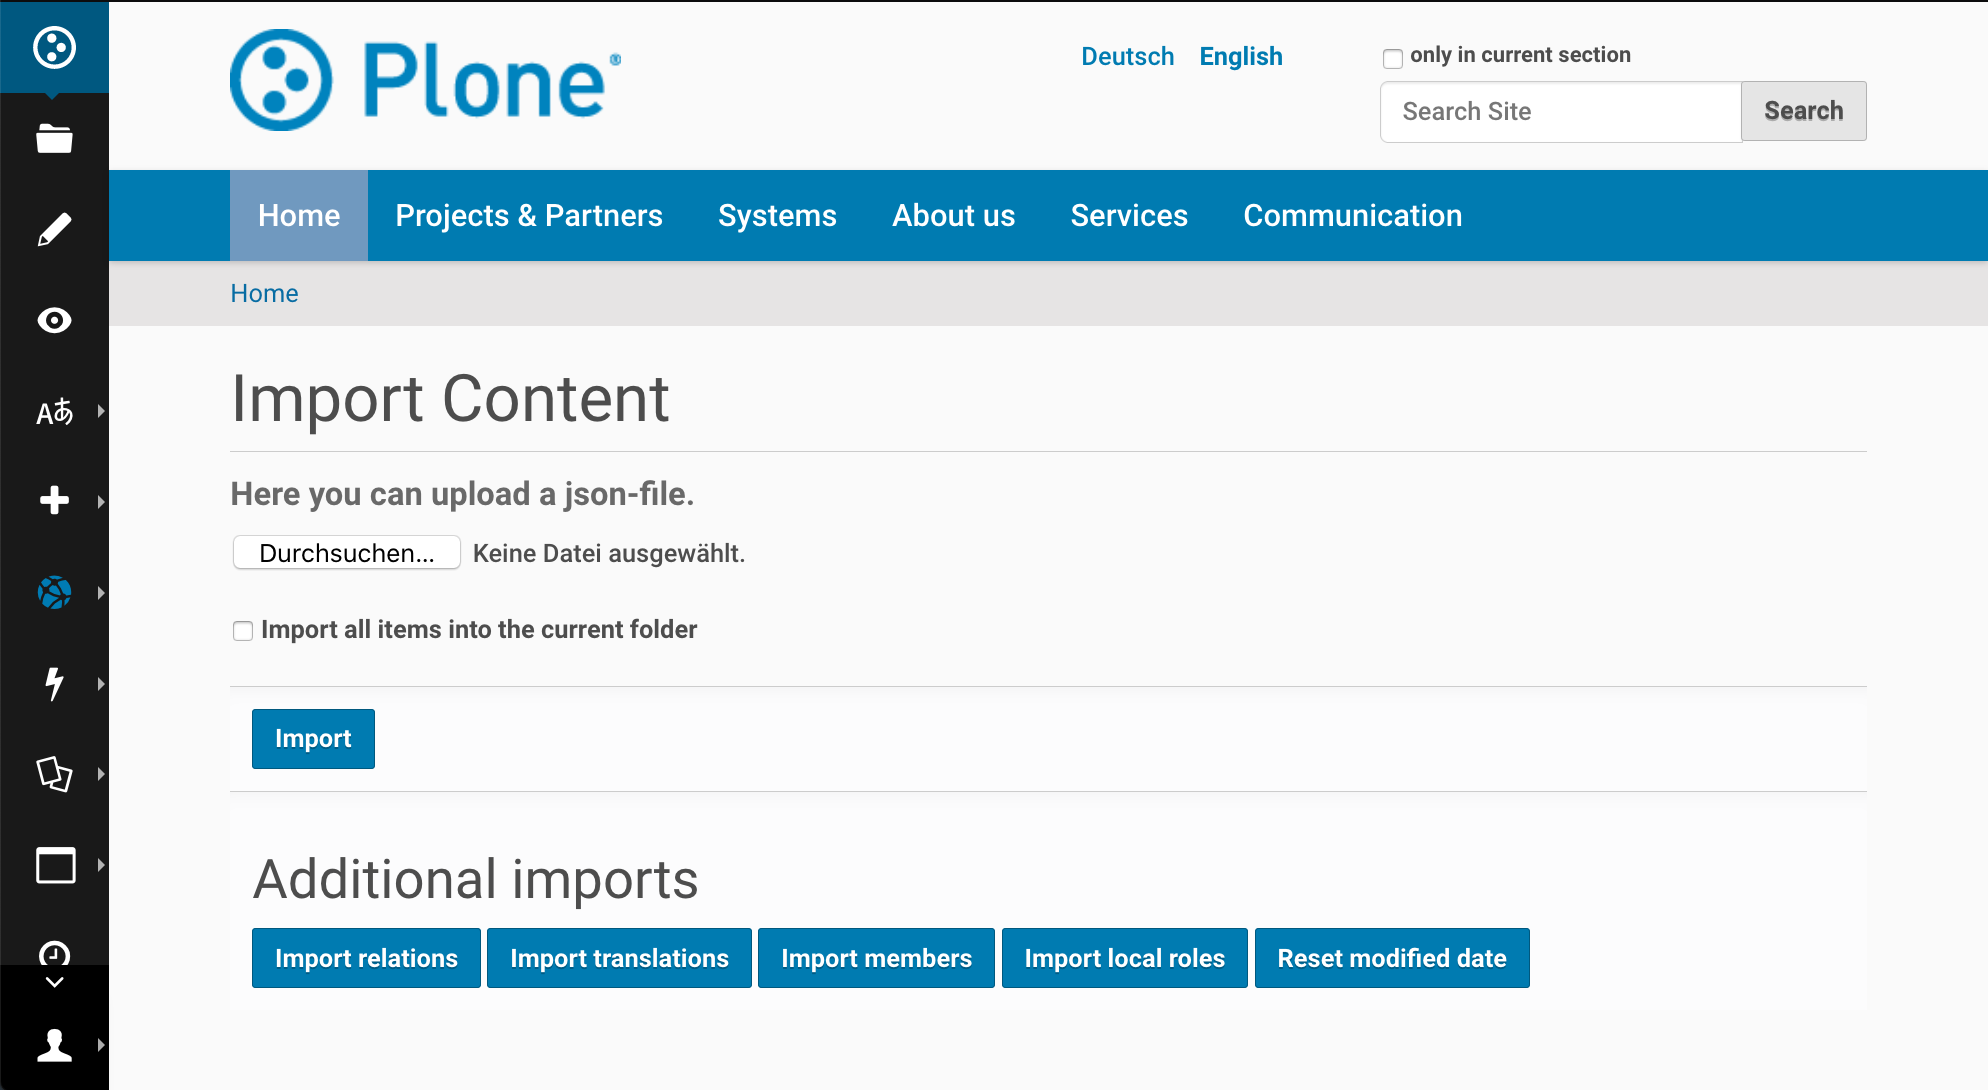 Plone®
Deutsch English
only in current section
Search Site
Search
Home Projects & Partners Systems About us Services Communication
Home
Import Content
Here you can upload a json-file.
Durchsuchen... Keine Datei ausgewählt.
Import all items into the current folder
Import
Additional imports
Import relations Import translations Import members Import local roles Reset modified date
Aあ